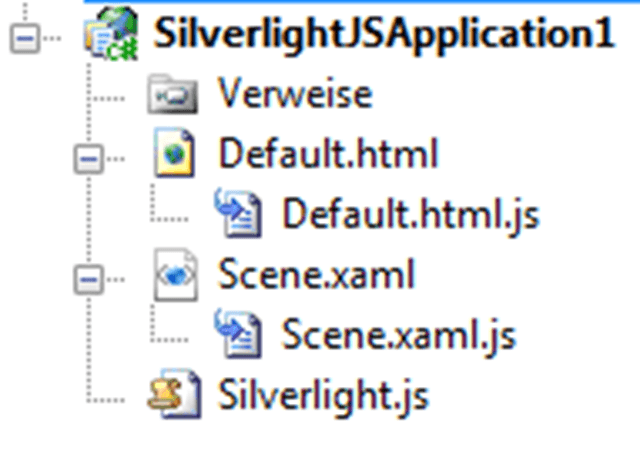 SilverlightJSApplication1
Verweise
Default.html
Default.html.js
Scene.xaml
Scene.xaml.js
Silverlight.js